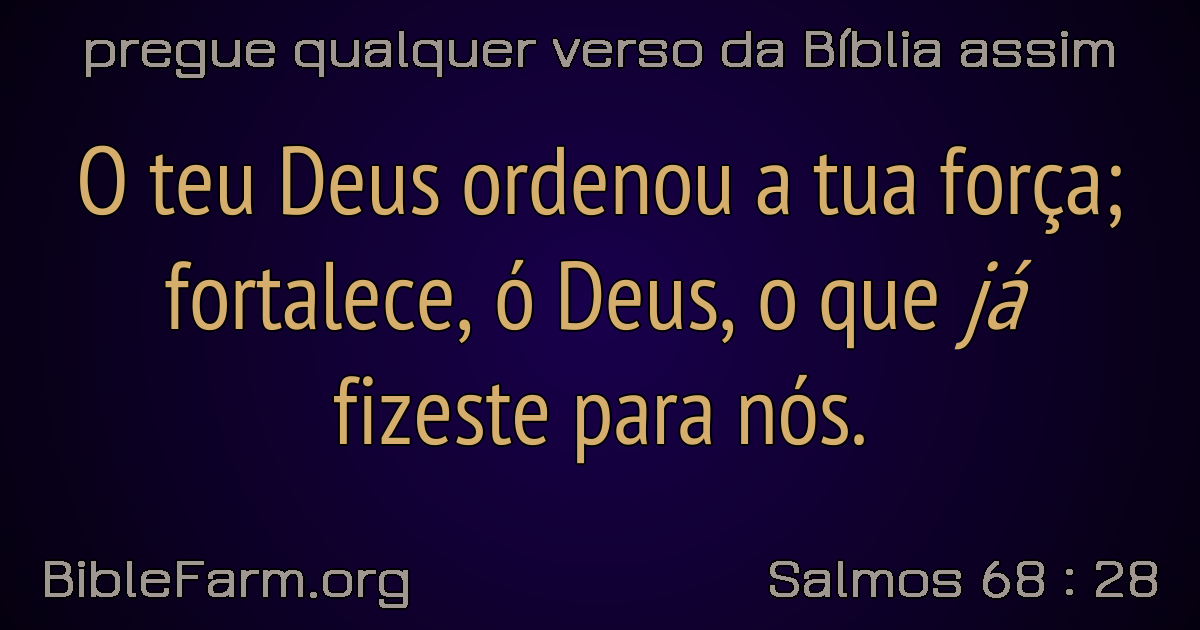 pregue qualquer verso da Bíblia assim
O teu Deus ordenou a tua força;
fortalece, ó Deus, o que já
fizeste para nós.
BibleFarm.org
Salmos 68 : 28